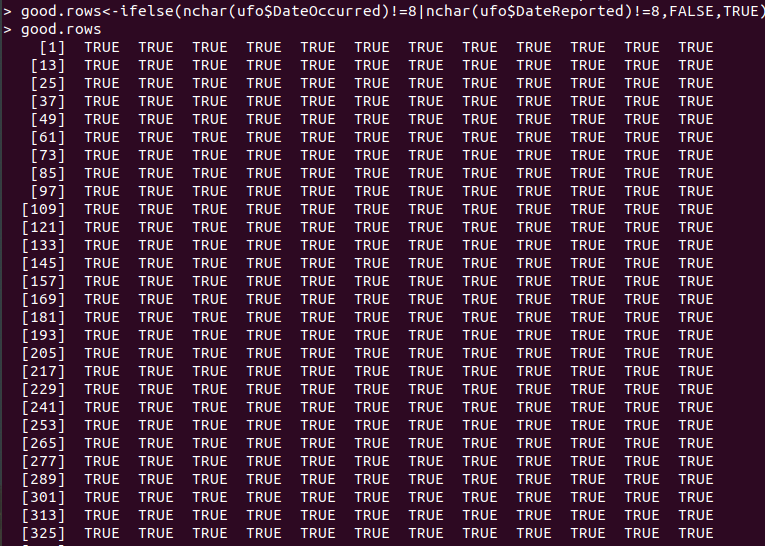 > good.rows<-ifelse(nchar(ufo$DateOccurred)!=8|nchar(ufo$DateReported)!=8,FALSE,TRUE)
> good.rows
[1] TRUE TRUE TRUE TRUE TRUE TRUE TRUE TRUE TRUE TRUE TRUE TRUE
[13] TRUE TRUE TRUE TRUE TRUE TRUE TRUE TRUE TRUE TRUE TRUE TRUE
[25] TRUE TRUE TRUE TRUE TRUE TRUE TRUE TRUE TRUE TRUE TRUE TRUE
[37] TRUE TRUE TRUE TRUE TRUE TRUE TRUE TRUE TRUE TRUE TRUE TRUE
[49] TRUE TRUE TRUE TRUE TRUE TRUE TRUE TRUE TRUE TRUE TRUE TRUE
[61] TRUE TRUE TRUE TRUE TRUE TRUE TRUE TRUE TRUE TRUE TRUE TRUE
[73] TRUE TRUE TRUE TRUE TRUE TRUE TRUE TRUE TRUE TRUE TRUE TRUE
[85] TRUE TRUE TRUE TRUE TRUE TRUE TRUE TRUE TRUE TRUE TRUE TRUE
[97] TRUE TRUE TRUE TRUE TRUE TRUE TRUE TRUE TRUE TRUE TRUE TRUE
[109] TRUE TRUE TRUE TRUE TRUE TRUE TRUE TRUE TRUE TRUE TRUE TRUE
[121] TRUE TRUE TRUE TRUE TRUE TRUE TRUE TRUE TRUE TRUE TRUE TRUE
[133] TRUE TRUE TRUE TRUE TRUE TRUE TRUE TRUE TRUE TRUE TRUE TRUE
[145] TRUE TRUE TRUE TRUE TRUE TRUE TRUE TRUE TRUE TRUE TRUE TRUE
[157] TRUE TRUE TRUE TRUE TRUE TRUE TRUE TRUE TRUE TRUE TRUE TRUE
[169] TRUE TRUE TRUE TRUE TRUE TRUE TRUE TRUE TRUE TRUE TRUE TRUE
[181] TRUE TRUE TRUE TRUE TRUE TRUE TRUE TRUE TRUE TRUE TRUE TRUE
[193] TRUE TRUE TRUE TRUE TRUE TRUE TRUE TRUE TRUE TRUE TRUE TRUE
[205] TRUE TRUE TRUE TRUE TRUE TRUE TRUE TRUE TRUE TRUE TRUE TRUE
[217] TRUE TRUE TRUE TRUE TRUE TRUE TRUE TRUE TRUE TRUE TRUE TRUE
[229] TRUE TRUE TRUE TRUE TRUE TRUE TRUE TRUE TRUE TRUE TRUE TRUE
[241] TRUE TRUE TRUE TRUE TRUE TRUE TRUE TRUE TRUE TRUE TRUE TRUE
[253] TRUE TRUE TRUE TRUE TRUE TRUE TRUE TRUE TRUE TRUE TRUE TRUE
[265] TRUE TRUE TRUE TRUE TRUE TRUE TRUE TRUE TRUE TRUE TRUE TRUE
[277] TRUE TRUE TRUE TRUE TRUE TRUE TRUE TRUE TRUE TRUE TRUE TRUE
[289] TRUE TRUE TRUE TRUE TRUE TRUE TRUE TRUE TRUE TRUE TRUE TRUE
[301] TRUE TRUE TRUE TRUE TRUE TRUE TRUE TRUE TRUE TRUE TRUE TRUE
[313] TRUE TRUE TRUE TRUE TRUE TRUE TRUE TRUE TRUE TRUE TRUE TRUE
[325] TRUE TRUE TRUE TRUE TRUE TRUE TRUE TRUE TRUE TRUE TRUE TRUE